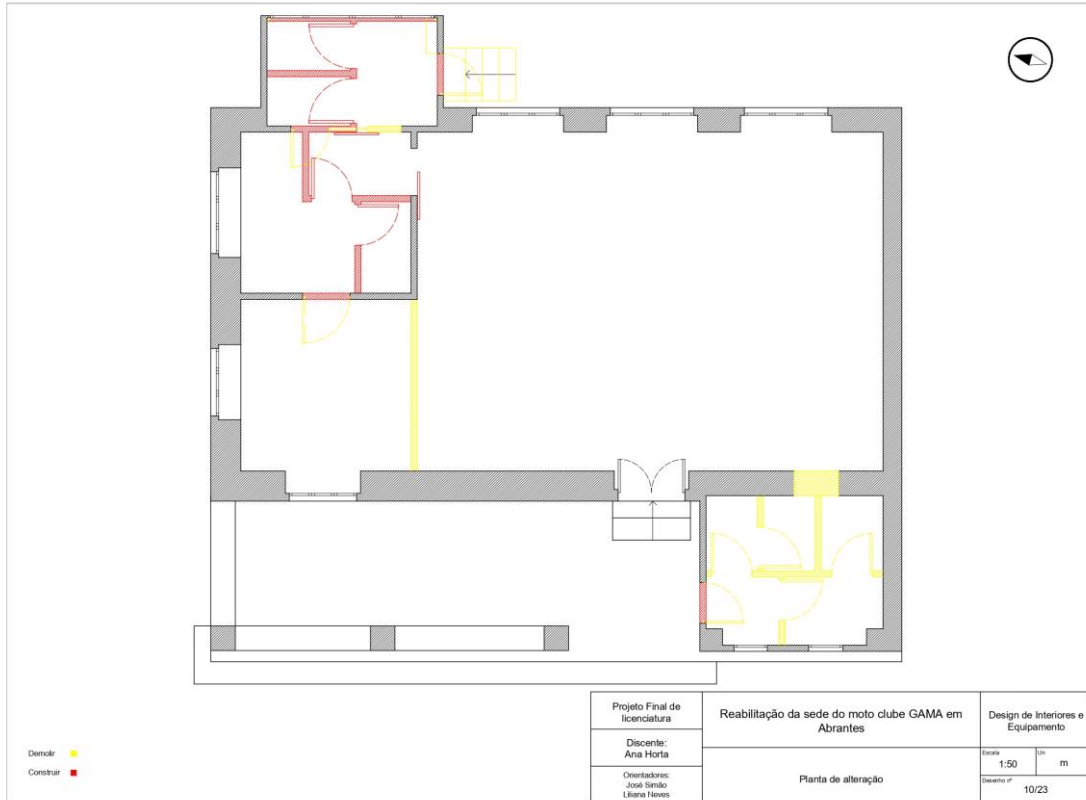 Demolir
Construir
Projeto Final de
licenciatura
Discente:
Ana Horta
Orientadores:
José Simão
Liliana Neves
Reabilitação da sede do moto clube GAMA em
Abrantes
Planta de alteração
Design de Interiores e
Equipamento
Escala
1:50
Un
m
Desenho nº
10/23